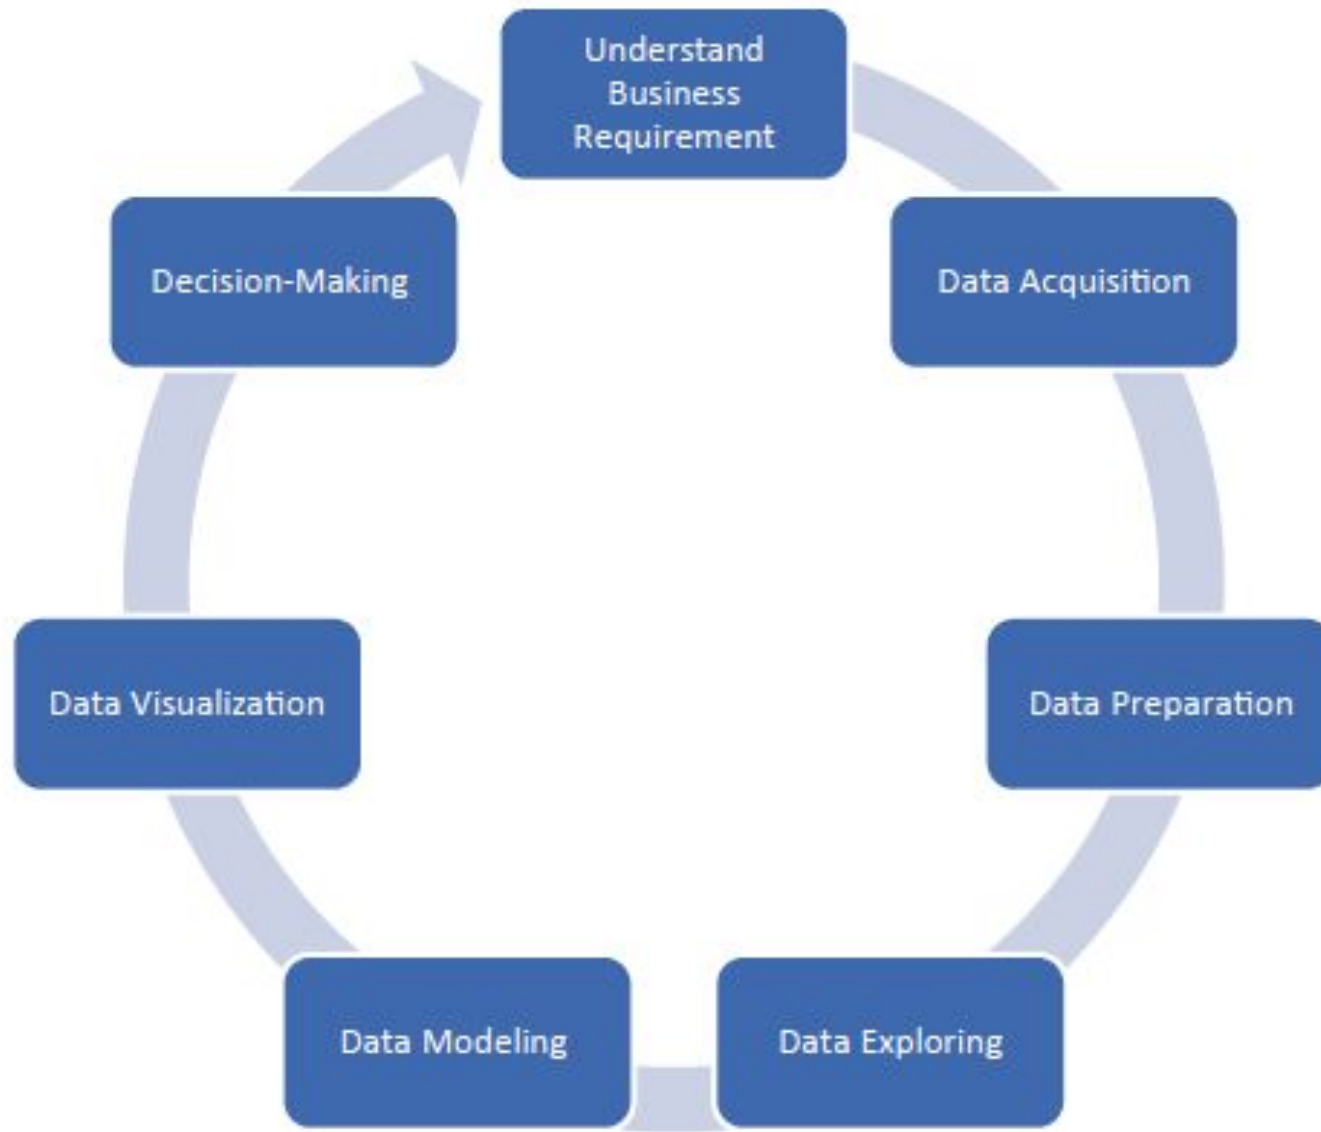 Understand
Business
Requirement
Data Acquisition
Data Preparation
Data Exploring
Data Modeling
Data Visualization
Decision-Making